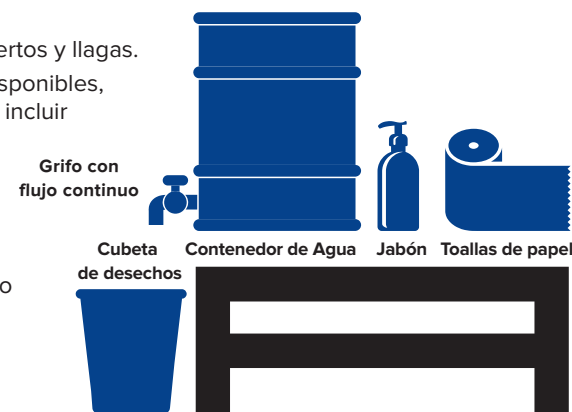 ertos y llagas.
sponibles,
incluir
Grifo con
flujo continuo
Cubeta
de desechos
Contenedor de Agua
Jabón
Toallas de papel
o